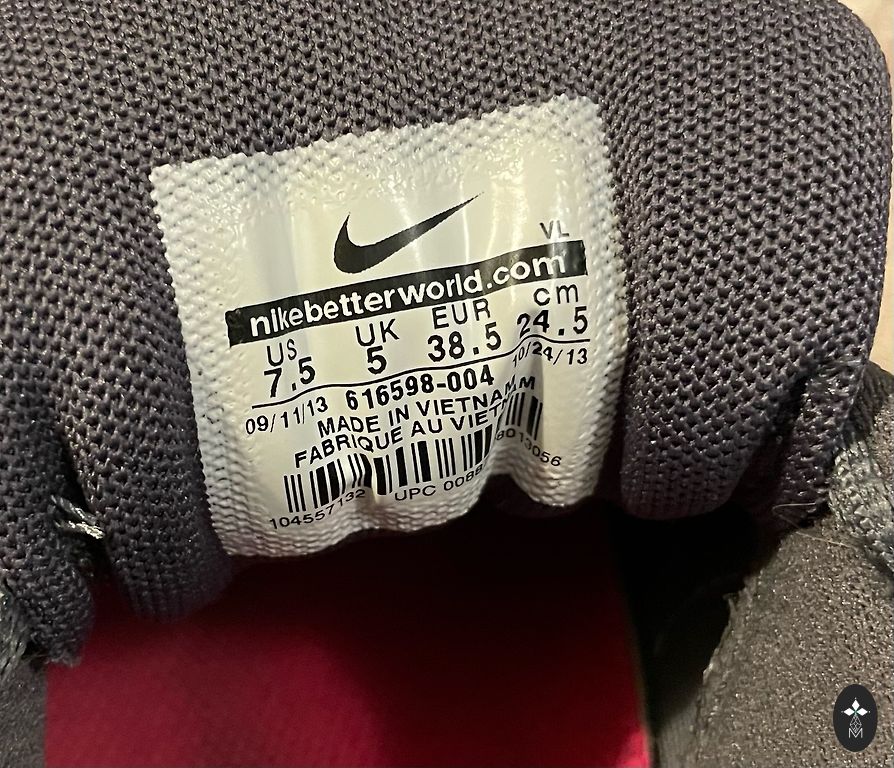 VL
nikebetterworld.com
US UK EUR cm
7.5 5 38.5 24.5
09/11/13 616598-004 10/24/13
MADE IN VIETNAM
FABRIQUE AU VIETNAM
104557132 UPC
M